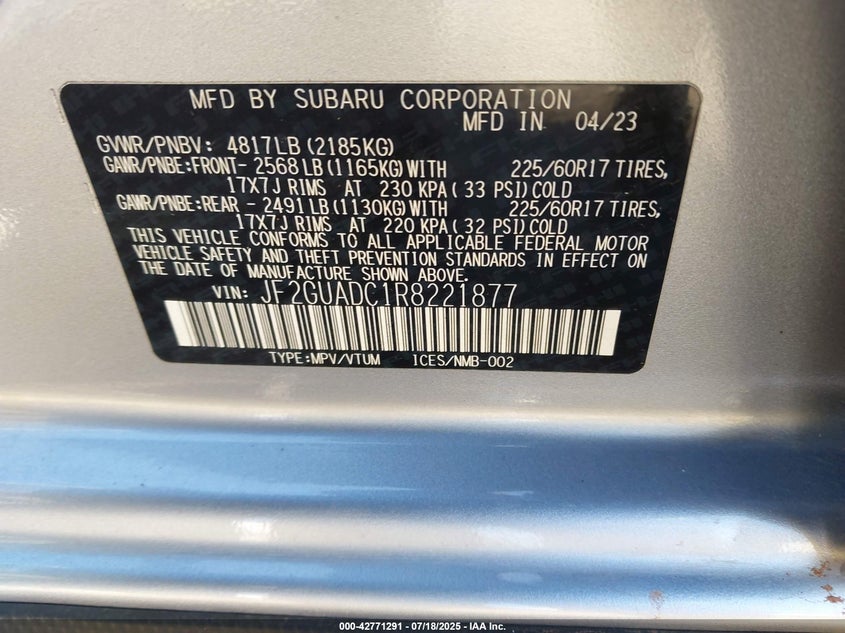 MFD BY SUBARU CORPORATION
MFD IN 04/23
GVWR/PNBV: 4817LB(2185KG)
GAWR/PNBE:FRONT- 2568LB(1165KG)WITH 225/60R17 TIRES,
17X7J RIMS AT 230 KPA( 33 PSI)COLD
GAWR/PNBE:REAR - 2491LB(1130KG)WITH 225/60R17 TIRES,
17X7J RIMS AT 220 KPA( 32 PSI)COLD
THIS VEHICLE CONFORMS TO ALL APPLICABLE FEDERAL MOTOR
VEHICLE SAFETY AND THEFT PREVENTION STANDARDS IN EFFECT ON
THE DATE OF MANUFACTURE SHOWN ABOVE.
VIN: JF2GUADC1R8221877
TYPE:MPV/VTUM ICES/NMB-002
000-42771291 - 07/18/2025 - IAA Inc.